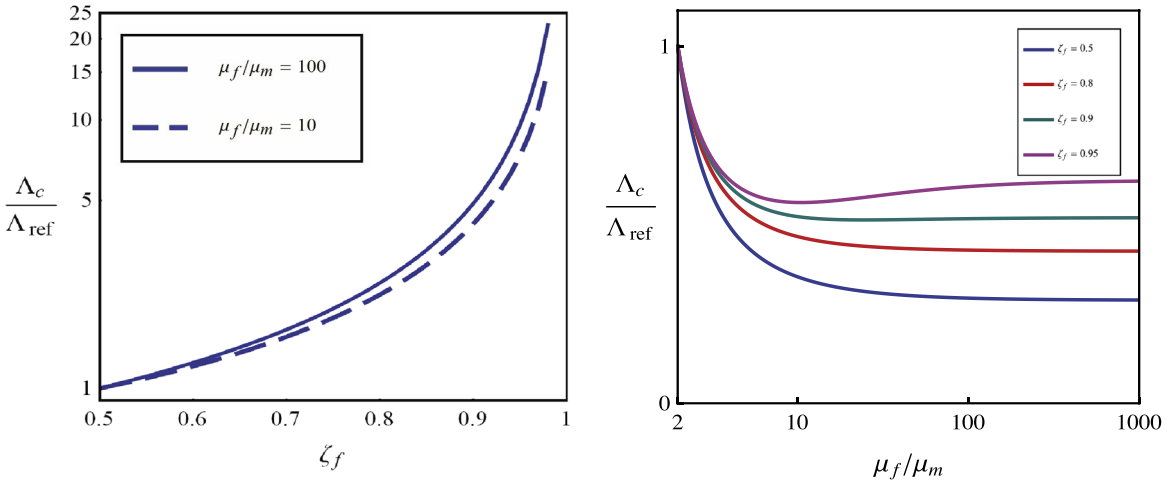 25
20
15
10
5
1
Λc
Λref
μf/μm = 100
μf/μm = 10
0.5 0.6 0.7 0.8 0.9 1
ζf
1
0
Λc
Λref
ζf = 0.5
ζf = 0.8
ζf = 0.9
ζf = 0.95
2 10 100 1000
μf/μm